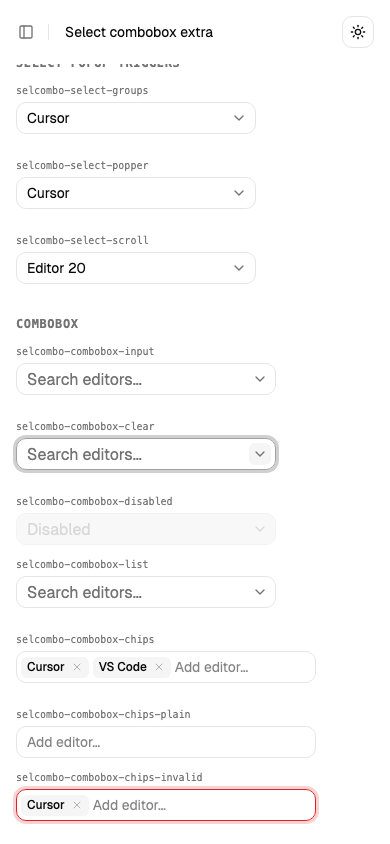 Select combobox extra
SELECT POPUP TRIGGERS
selcombo-select-groups
Cursor
selcombo-select-popper
Cursor
selcombo-select-scroll
Editor 20
COMBOBOX
selcombo-combobox-input
Search editors…
selcombo-combobox-clear
Search editors…
selcombo-combobox-disabled
Disabled
selcombo-combobox-list
Search editors…
selcombo-combobox-chips
Cursor VS Code Add editor…
selcombo-combobox-chips-plain
Add editor…
selcombo-combobox-chips-invalid
Cursor Add editor…